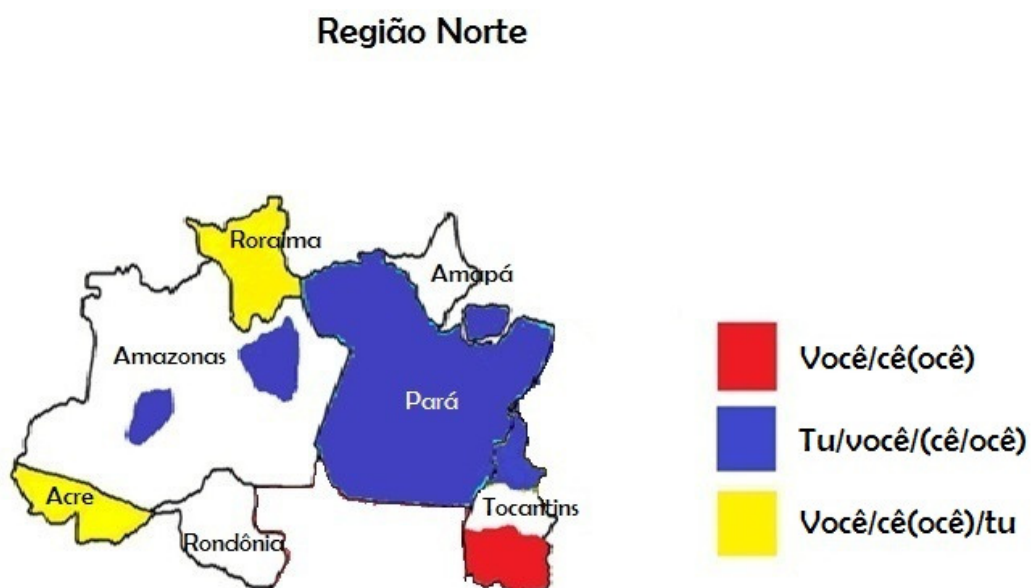 Região Norte
Roraima
Amapá
Amazonas
Pará
Acre
Rondônia
Tocantins
Você/cê(ocê)
Tu/você/(cê/ocê)
Você/cê(ocê)/tu